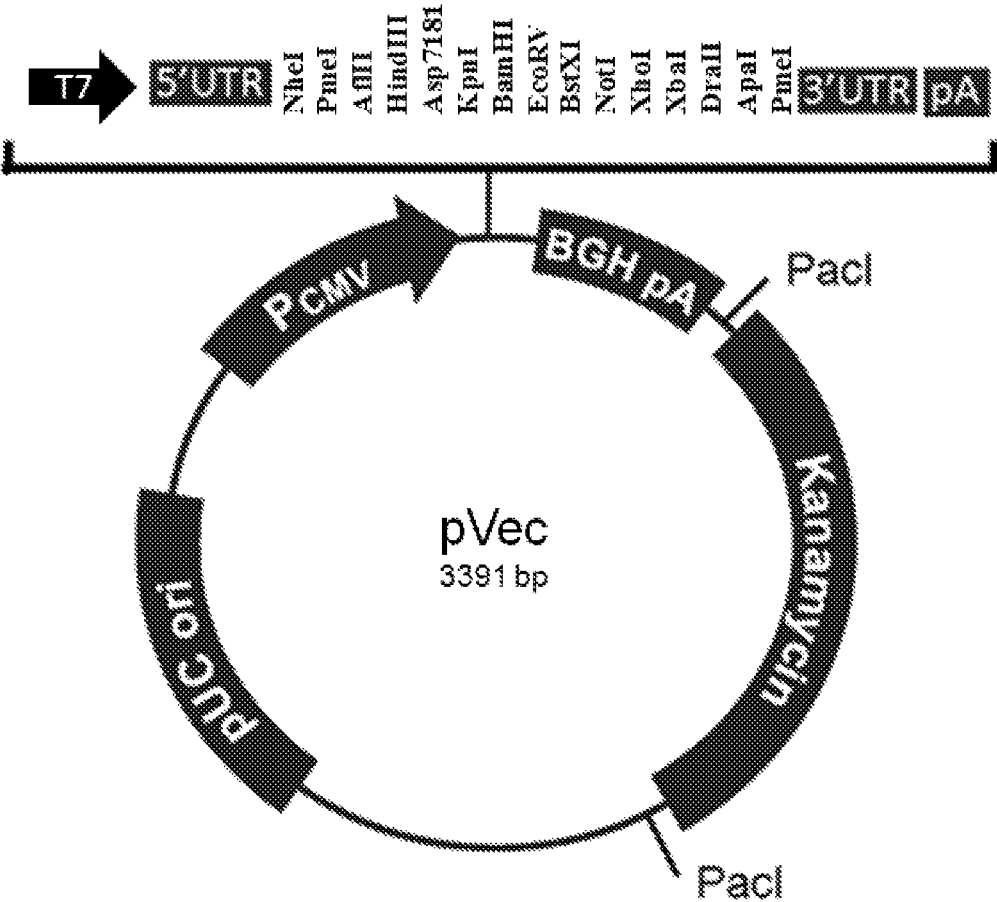 T7
5'UTR
NheI
PmeI
AflII
HindIII
Asp7181
KpnI
BamHI
EcoRV
BstXI
NotI
XhoI
XbaI
DraII
ApaI
PmeI
3'UTR
pA
PCMV
BGH pA
PacI
Kanamycin
pVec
3391 bp
pUC ori
PacI